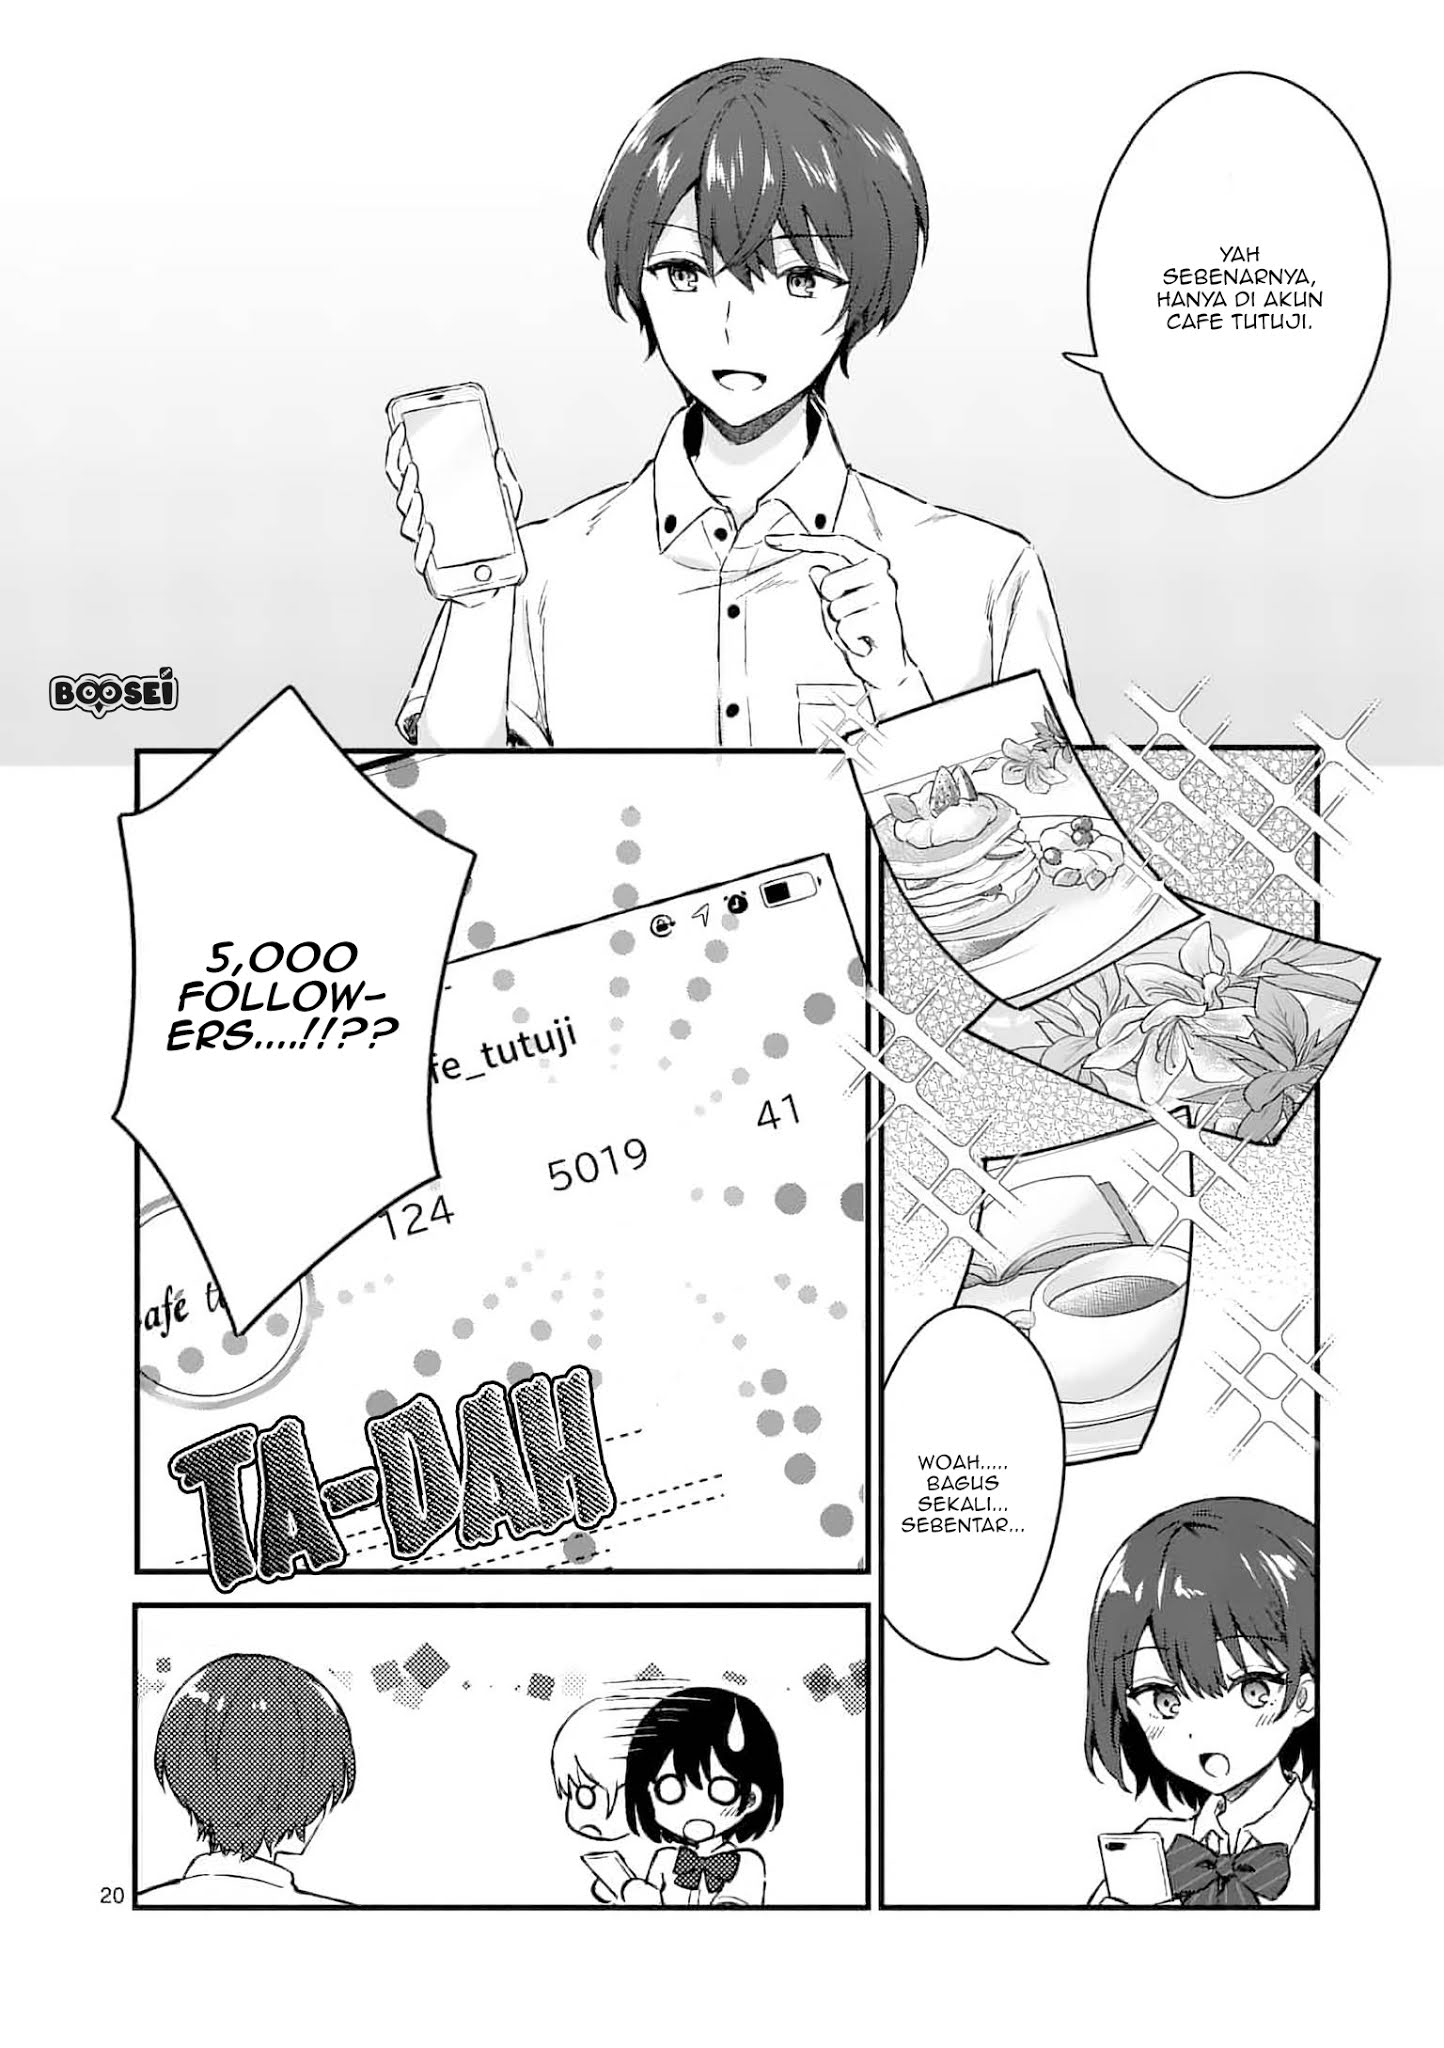 YAH
SEBENARNYA,
HANYA DI AKUN
CAFE TUTUJI.
BOOSEI
WOAH.....
BAGUS
SEKALI...
SEBENTAR...
5,000
FOLLOW-
ERS....!!??
fe_tutuji
124
5019
41
afé t
TA-DAH
20